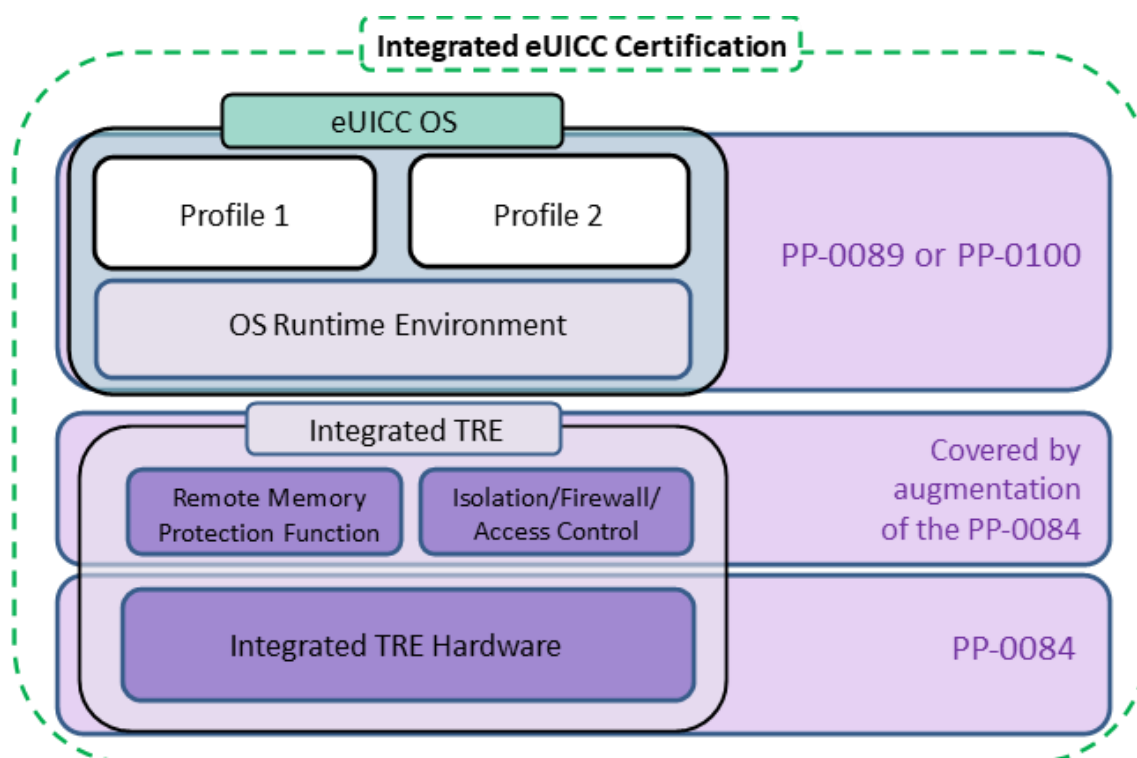 Integrated eUICC Certification
eUICC OS
Profile 1
Profile 2
PP-0089 or PP-0100
OS Runtime Environment
Integrated TRE
Remote Memory
Protection Function
Isolation/Firewall/
Access Control
Covered by
augmentation
of the PP-0084
Integrated TRE Hardware
PP-0084